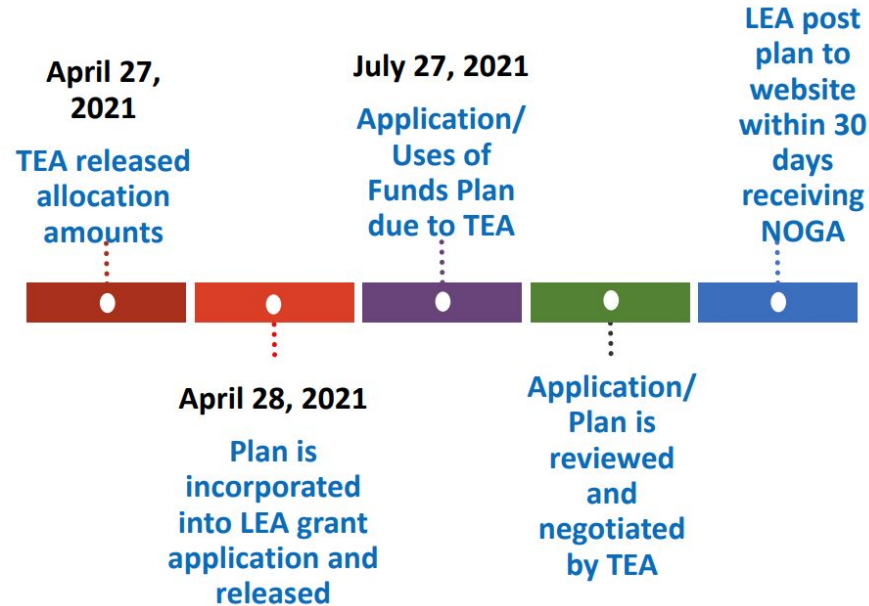 April 27,
2021
TEA released
allocation
amounts
April 28, 2021
Plan is
incorporated
into LEA grant
application and
released
July 27, 2021
Application/
Uses of
Funds Plan
due to TEA
Application/
Plan is
reviewed
and
negotiated
by TEA
LEA post
plan to
website
within 30
days
receiving
NOGA